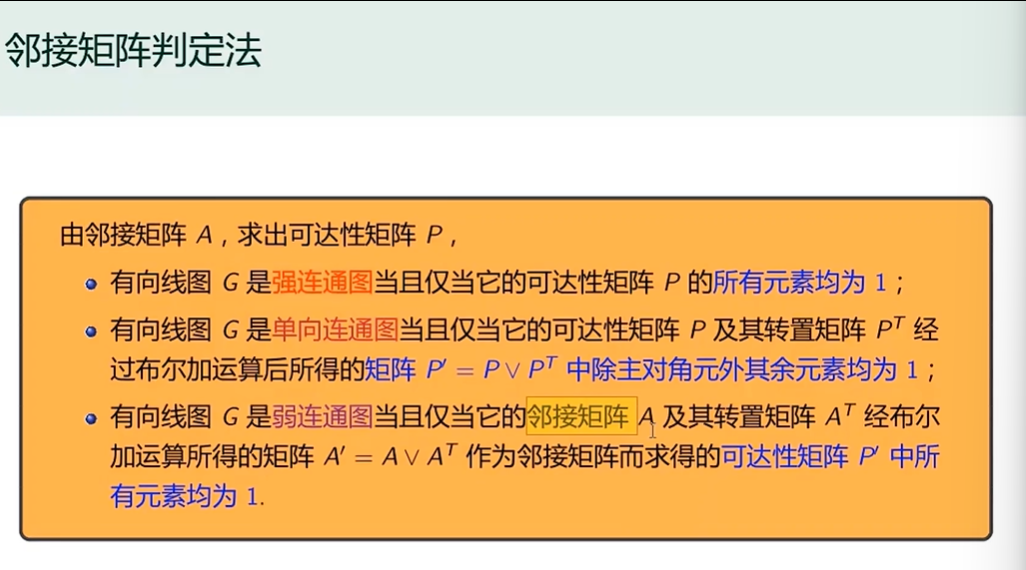 邻接矩阵判定法
由邻接矩阵 A，求出可达性矩阵 P，
有向线图 G 是强连通图当且仅当它的可达性矩阵 P 的所有元素均为 1；
有向线图 G 是单向连通图当且仅当它的可达性矩阵 P 及其转置矩阵 Pᵀ 经
过布尔加运算后所得的矩阵 P′ = P ∨ Pᵀ 中除主对角元外其余元素均为 1；
有向线图 G 是弱连通图当且仅当它的邻接矩阵 A 及其转置矩阵 Aᵀ 经布尔
加运算所得的矩阵 A′ = A ∨ Aᵀ 作为邻接矩阵而求得的可达性矩阵 P′ 中所
有元素均为 1.